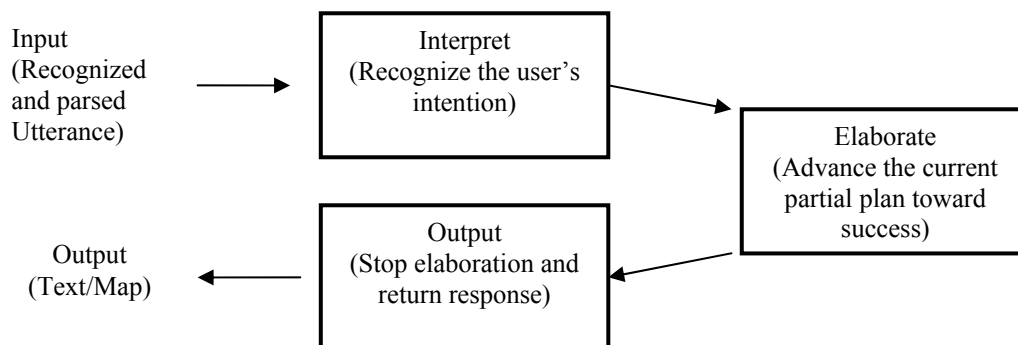 Input
(Recognized
and parsed
Utterance)
Interpret
(Recognize the user’s
intention)
Elaborate
(Advance the current
partial plan toward
success)
Output
(Stop elaboration and
return response)
Output
(Text/Map)